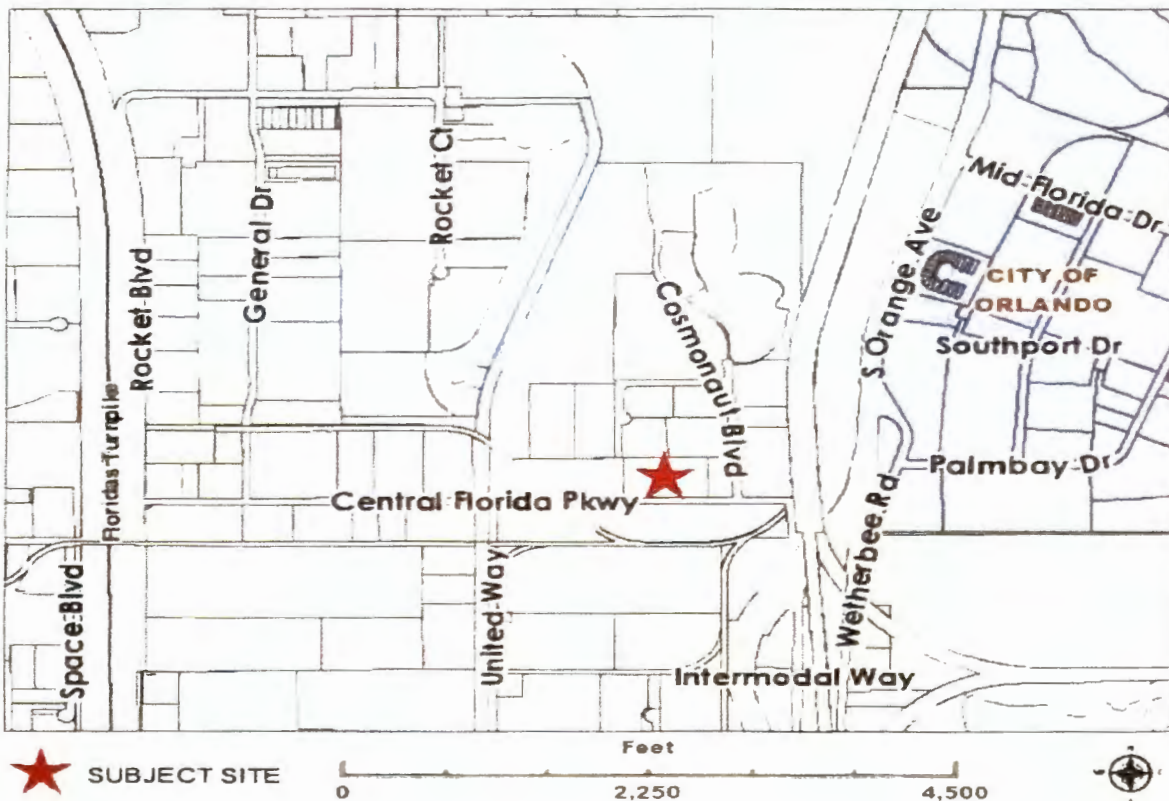 Mid Florida Dr
Rocket Ct
General Dr
S Orange Ave
CITY OF
ORLANDO
Rocket Blvd
Cosmonaut Blvd
Southport Dr
Floridas Turnpike
Palmbay Dr
Central Florida Pkwy
Wetherbee Rd
Space Blvd
United Way
Intermodal Way
SUBJECT SITE
Feet
0
2,250
4,500